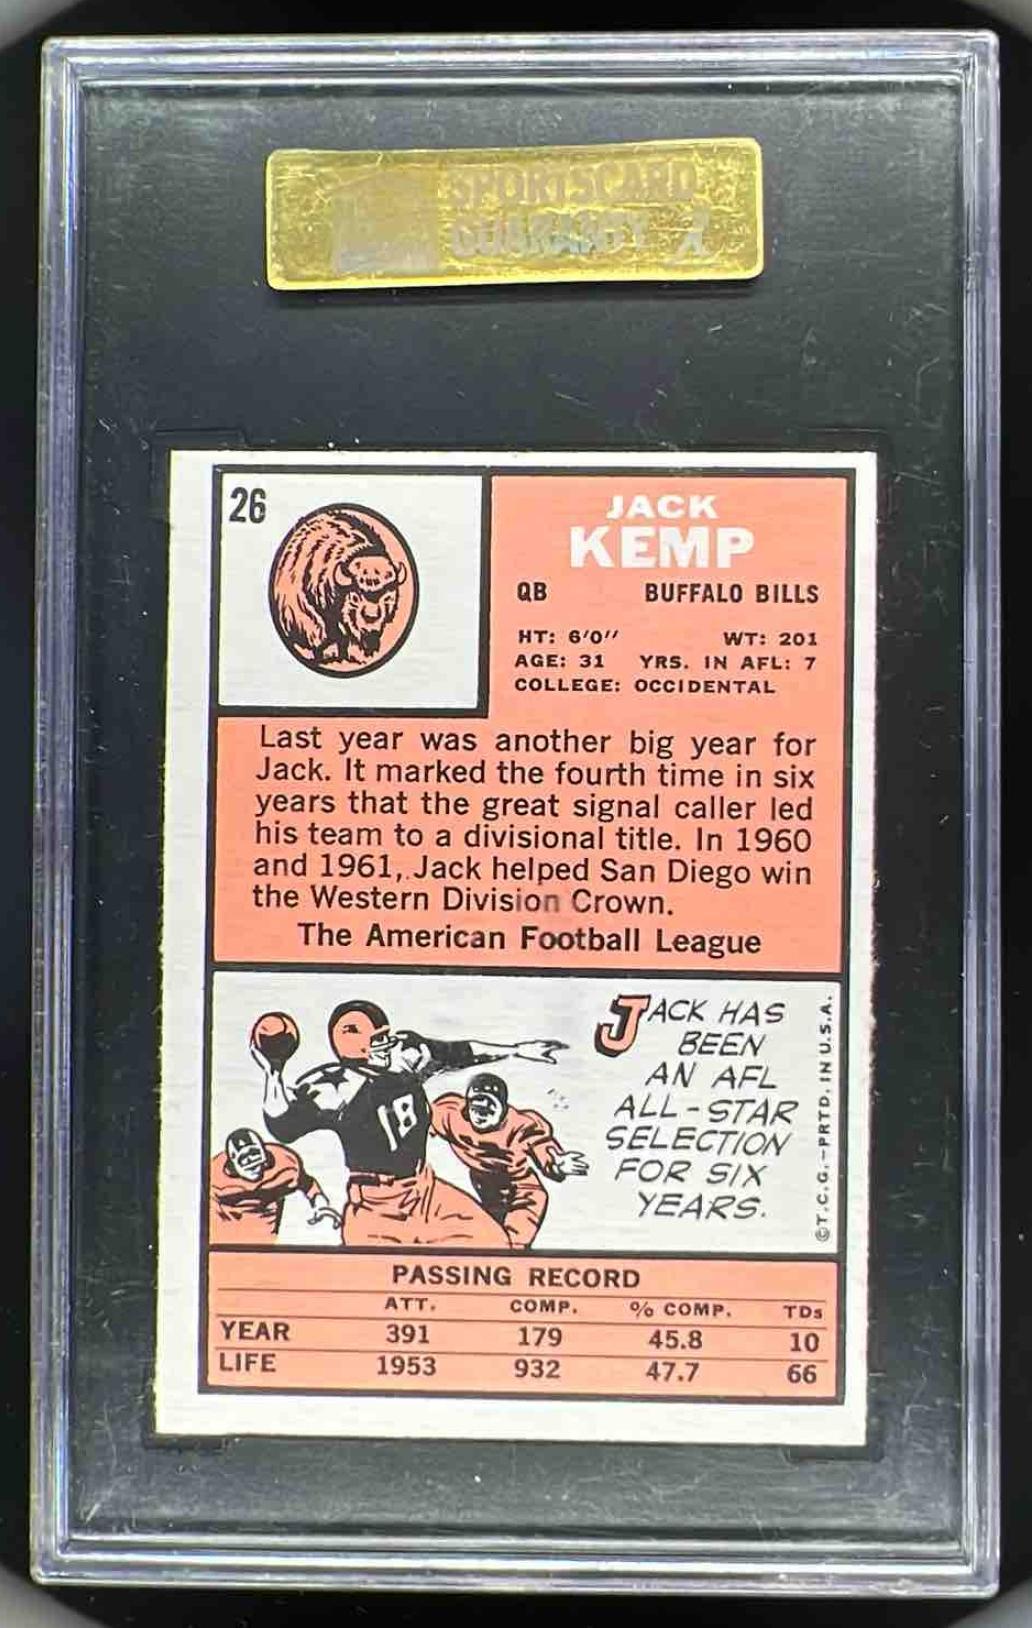 SPORTSCARD
GUARANTY
26
JACK
KEMP
QB BUFFALO BILLS
HT: 6'0" WT: 201
AGE: 31 YRS. IN AFL: 7
COLLEGE: OCCIDENTAL
Last year was another big year for
Jack. It marked the fourth time in six
years that the great signal caller led
his team to a divisional title. In 1960
and 1961, Jack helped San Diego win
the Western Division Crown.
The American Football League
JACK HAS
BEEN
AN AFL
ALL-STAR
SELECTION
FOR SIX
YEARS.
18
©T.C.G.-PRTD. IN U.S.A.
PASSING RECORD
ATT. COMP. % COMP. TDs
YEAR 391 179 45.8 10
LIFE 1953 932 47.7 66